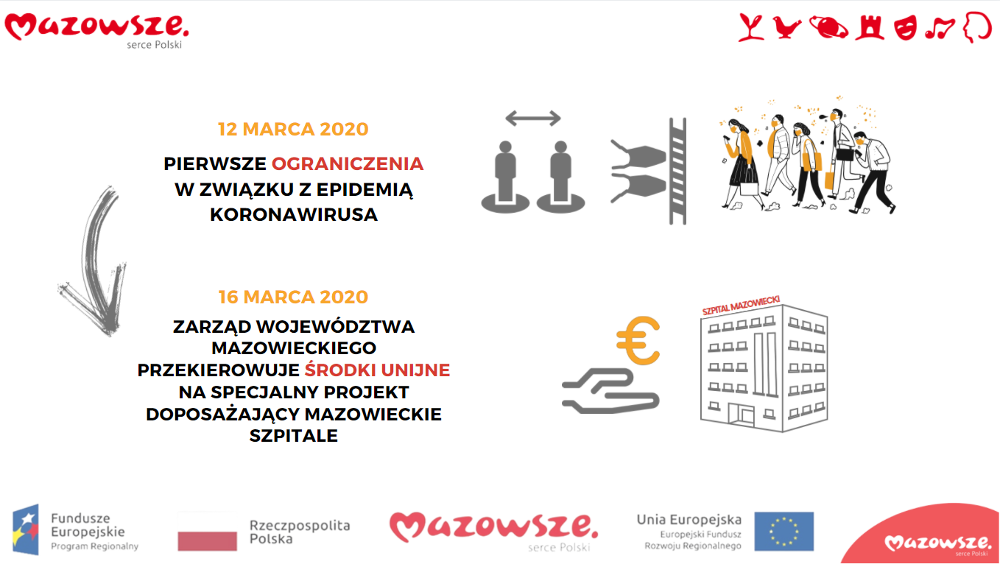 Mazowsze.
serce Polski
12 MARCA 2020
PIERWSZE OGRANICZENIA
W ZWIĄZKU Z EPIDEMIĄ
KORONAWIRUSA
16 MARCA 2020
ZARZĄD WOJEWÓDZTWA
MAZOWIECKIEGO
PRZEKIEROWUJE ŚRODKI UNIJNE
NA SPECJALNY PROJEKT
DOPOSAŻAJĄCY MAZOWIECKIE
SZPITALE
SZPITAL MAZOWIECKI
Fundusze
Europejskie
Program Regionalny
Rzeczpospolita
Polska
Mazowsze.
serce Polski
Unia Europejska
Europejski Fundusz
Rozwoju Regionalnego
Mazowsze.
serce Polski